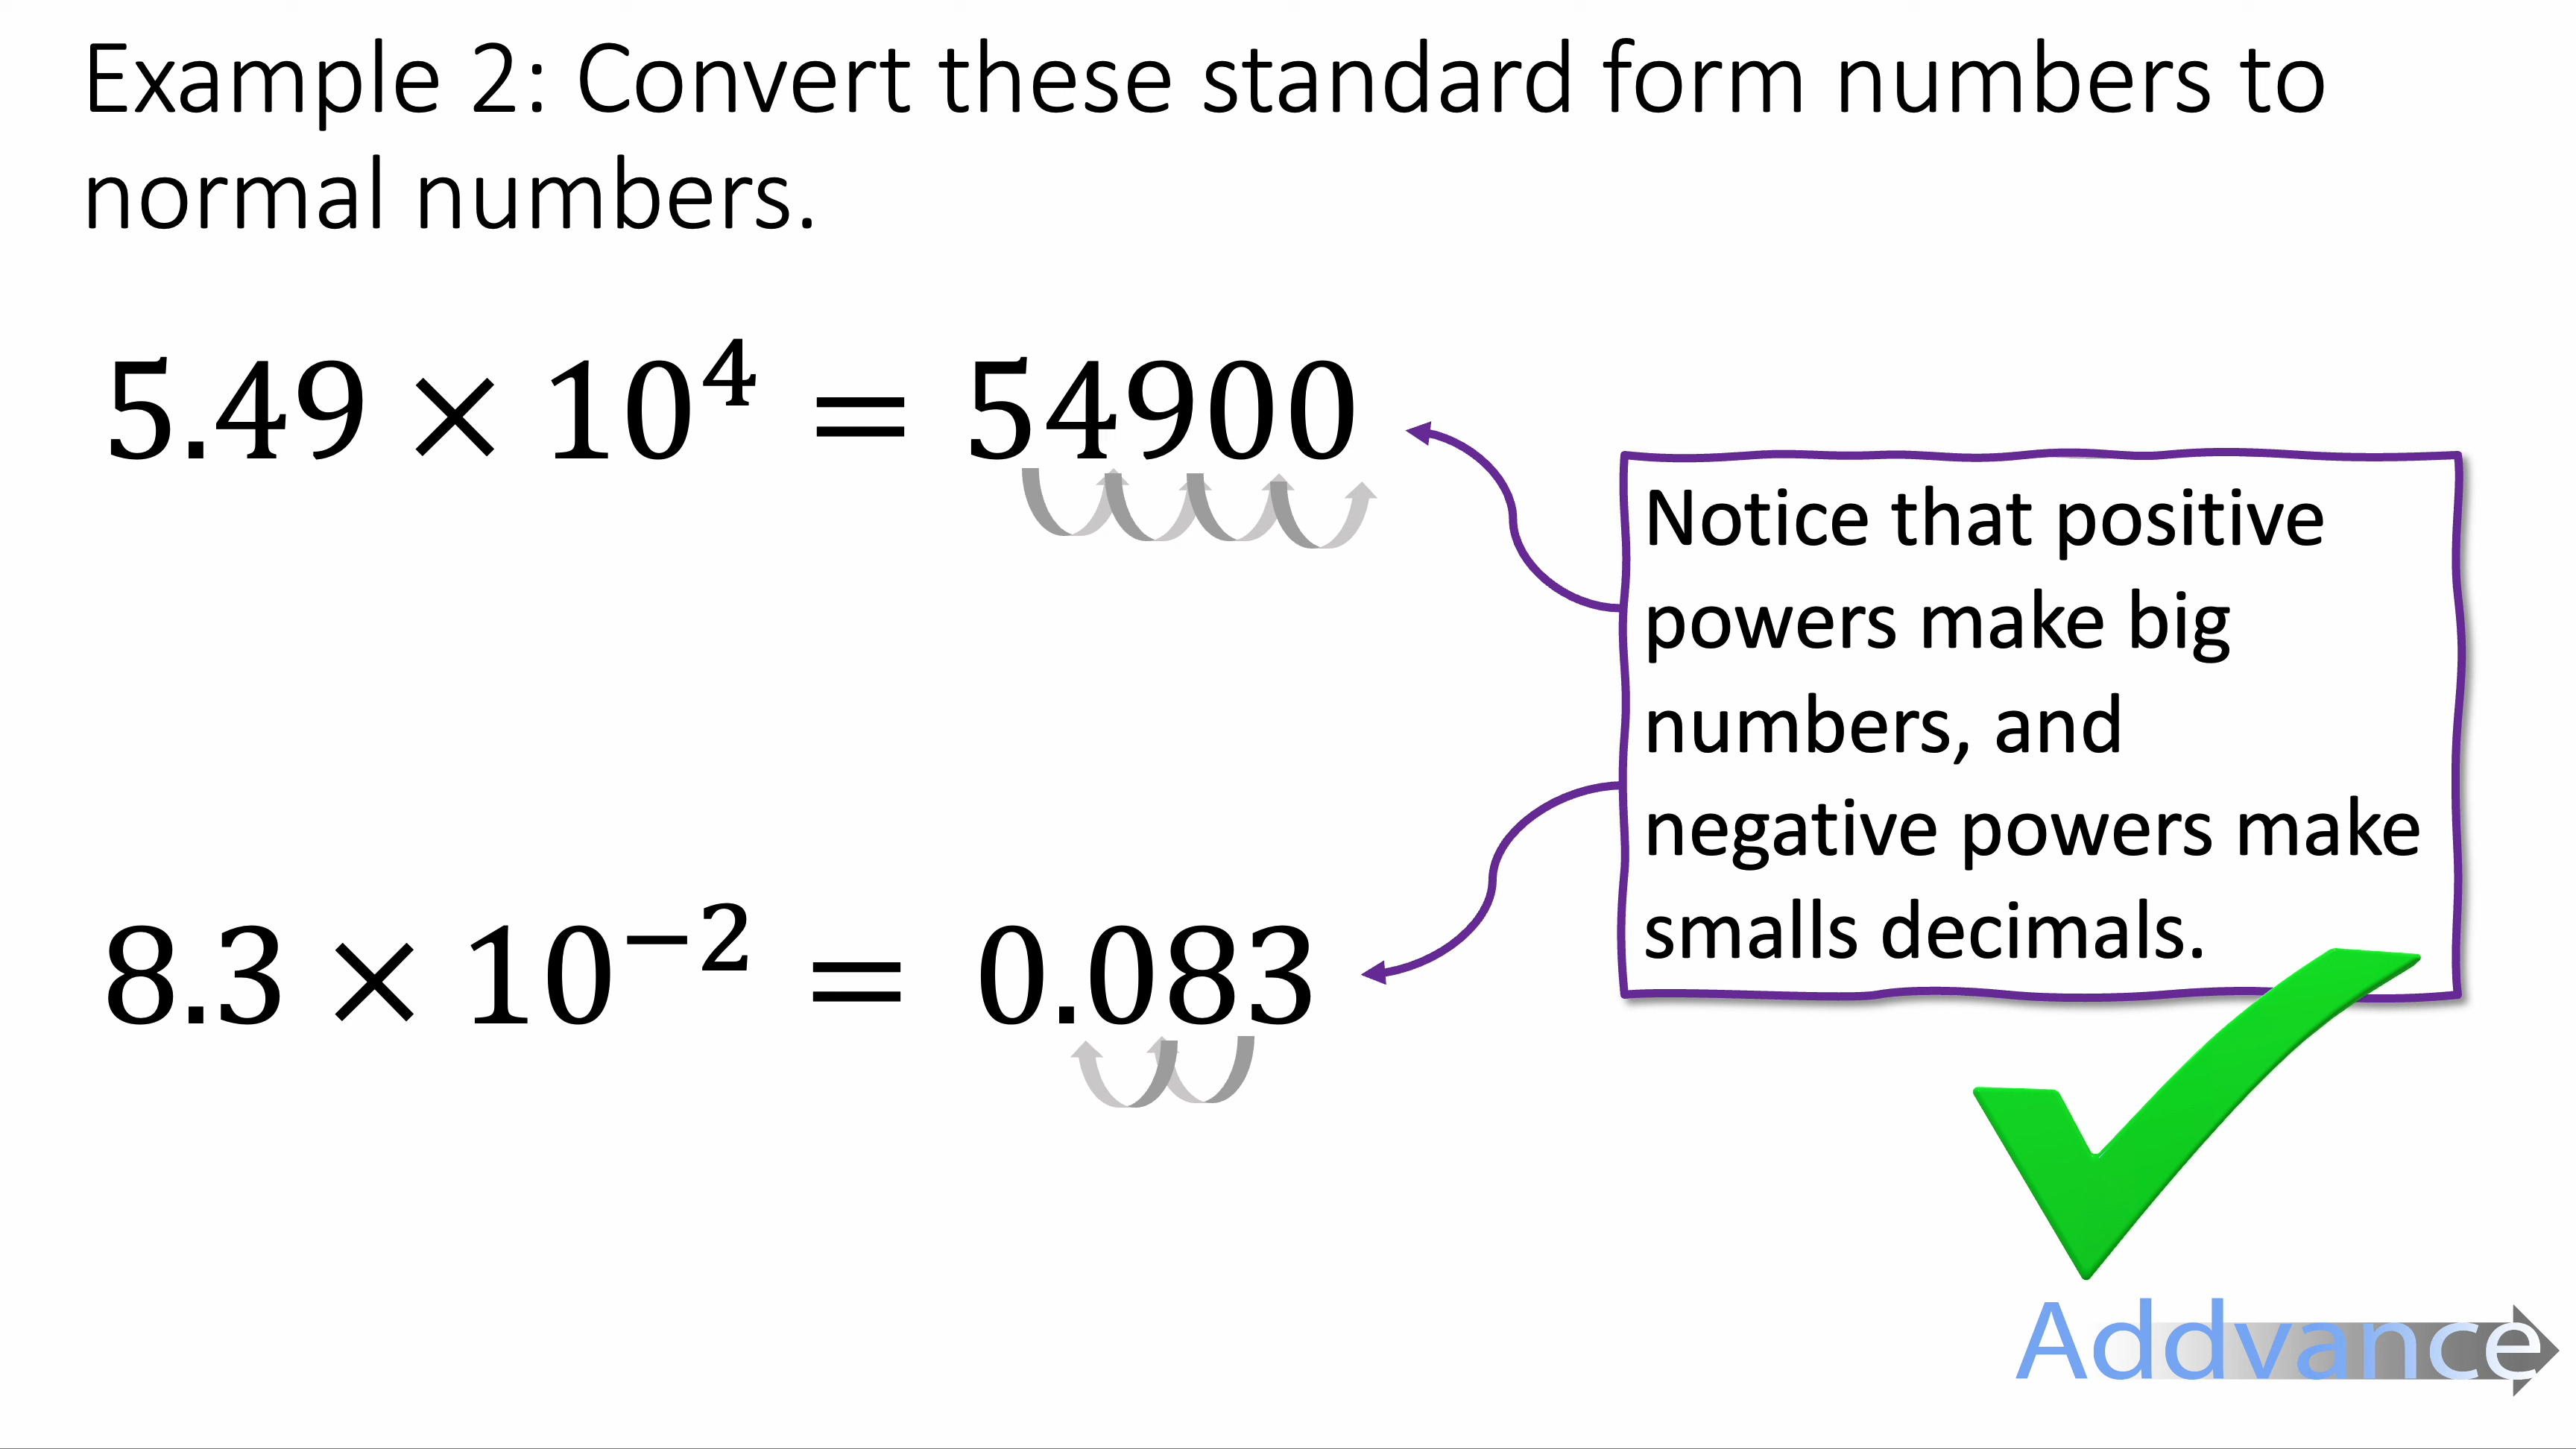 Example 2: Convert these standard form numbers to
normal numbers.
5.49 × 10⁴ = 54900
Notice that positive
powers make big
numbers, and
negative powers make
smalls decimals.
8.3 × 10⁻² = 0.083
Addvance